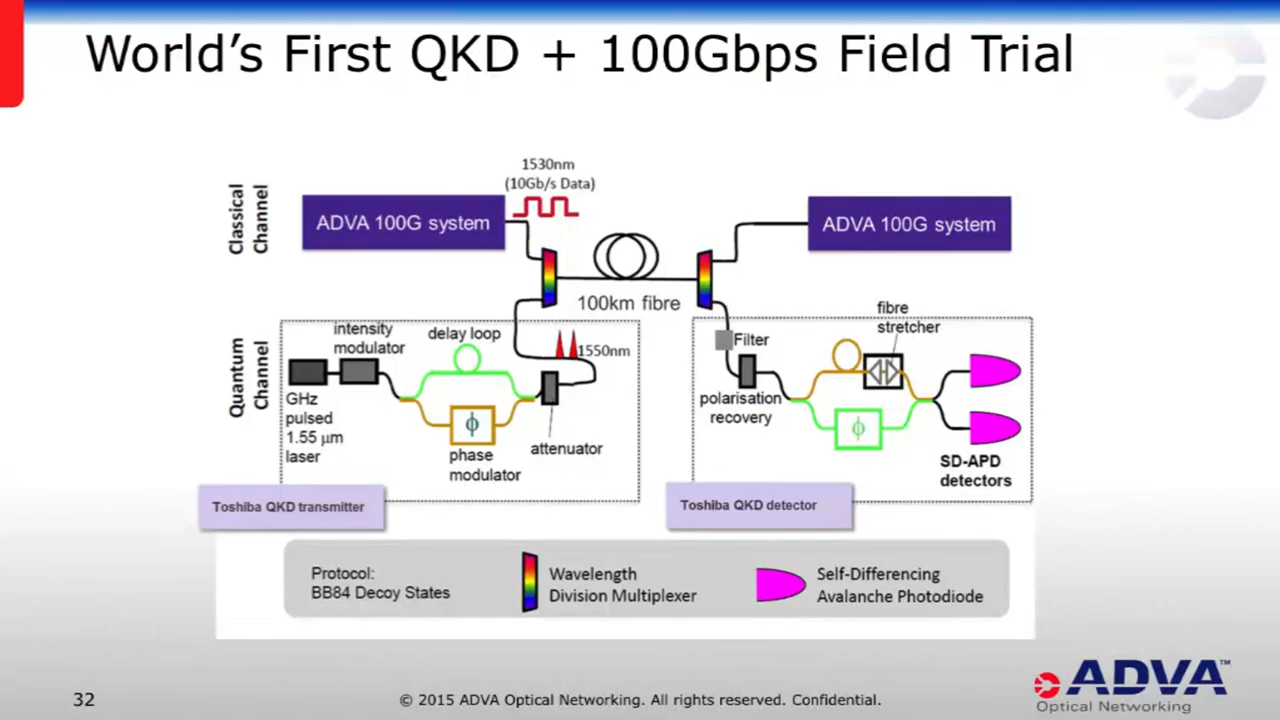 World's First QKD + 100Gbps Field Trial
Classical
Channel
1530nm
(10Gb/s Data)
ADVA 100G system
ADVA 100G system
100km fibre
Quantum
Channel
intensity
modulator
delay loop
1550nm
GHz
pulsed
1.55 μm
laser
ϕ
phase
modulator
attenuator
Filter
fibre
stretcher
polarisation
recovery
ϕ
SD-APD
detectors
Toshiba QKD transmitter
Toshiba QKD detector
Protocol:
BB84 Decoy States
Wavelength
Division Multiplexer
Self-Differencing
Avalanche Photodiode
32
© 2015 ADVA Optical Networking. All rights reserved. Confidential.
ADVA™
Optical Networking